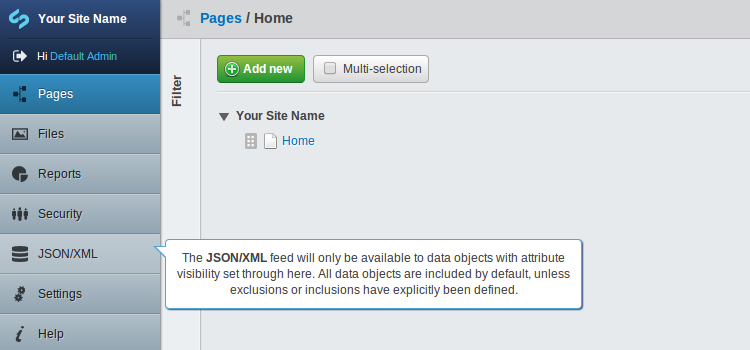 Your Site Name
Hi Default Admin
Pages
Files
Reports
Security
JSON/XML
Settings
Help
Pages / Home
Filter
Add new
Multi-selection
Your Site Name
Home
The JSON/XML feed will only be available to data objects with attribute
visibility set through here. All data objects are included by default, unless
exclusions or inclusions have explicitly been defined.